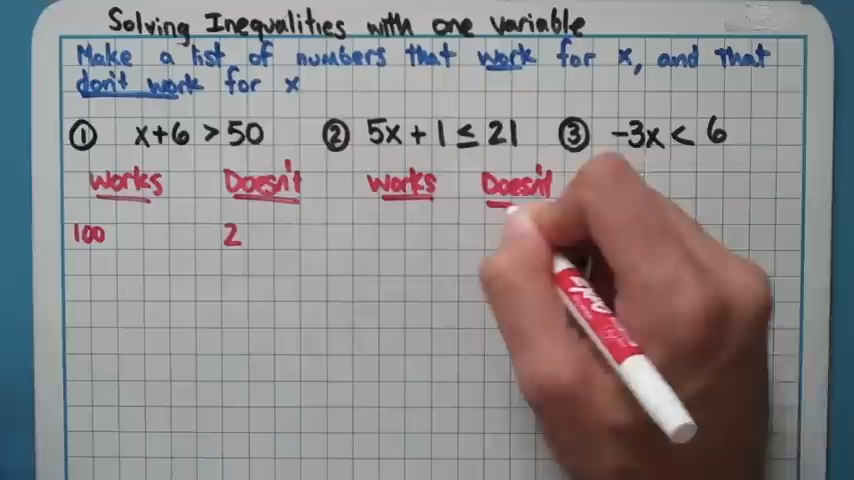 Solving Inequalities with one variable
Make a list of numbers that work for x, and that
don't work for x
① x+6 > 50 ② 5x + 1 ≤ 21 ③ -3x < 6
Works Doesn't works Doesn't
100 2
EXPO